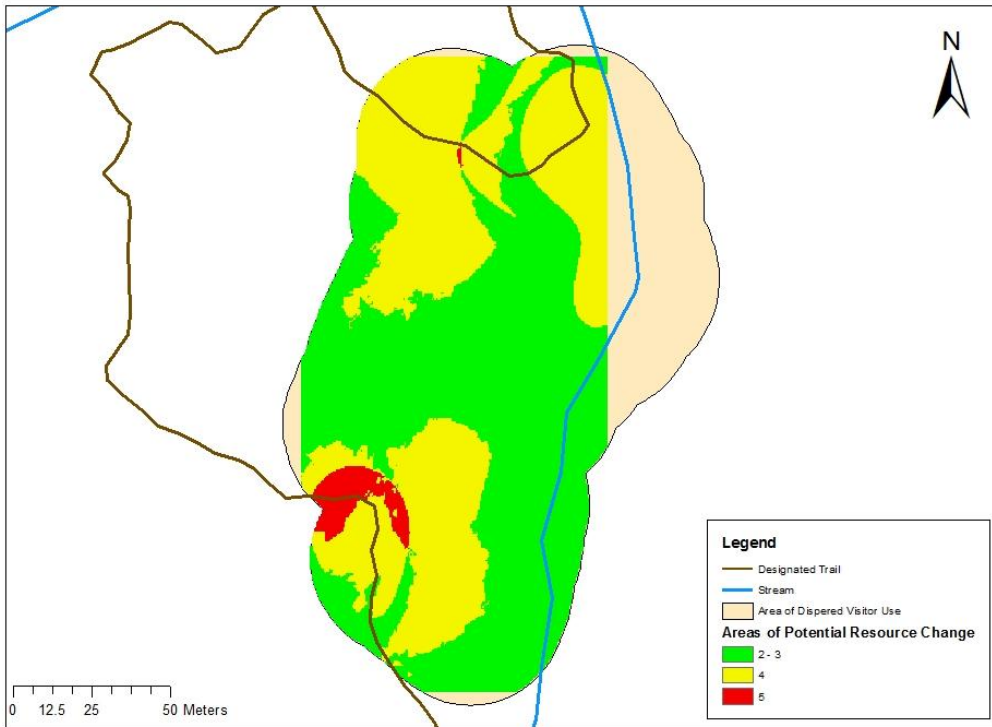 N
Legend
Designated Trail
Stream
Area of Dispered Visitor Use
Areas of Potential Resource Change
2 - 3
4
5
0 12.5 25 50 Meters